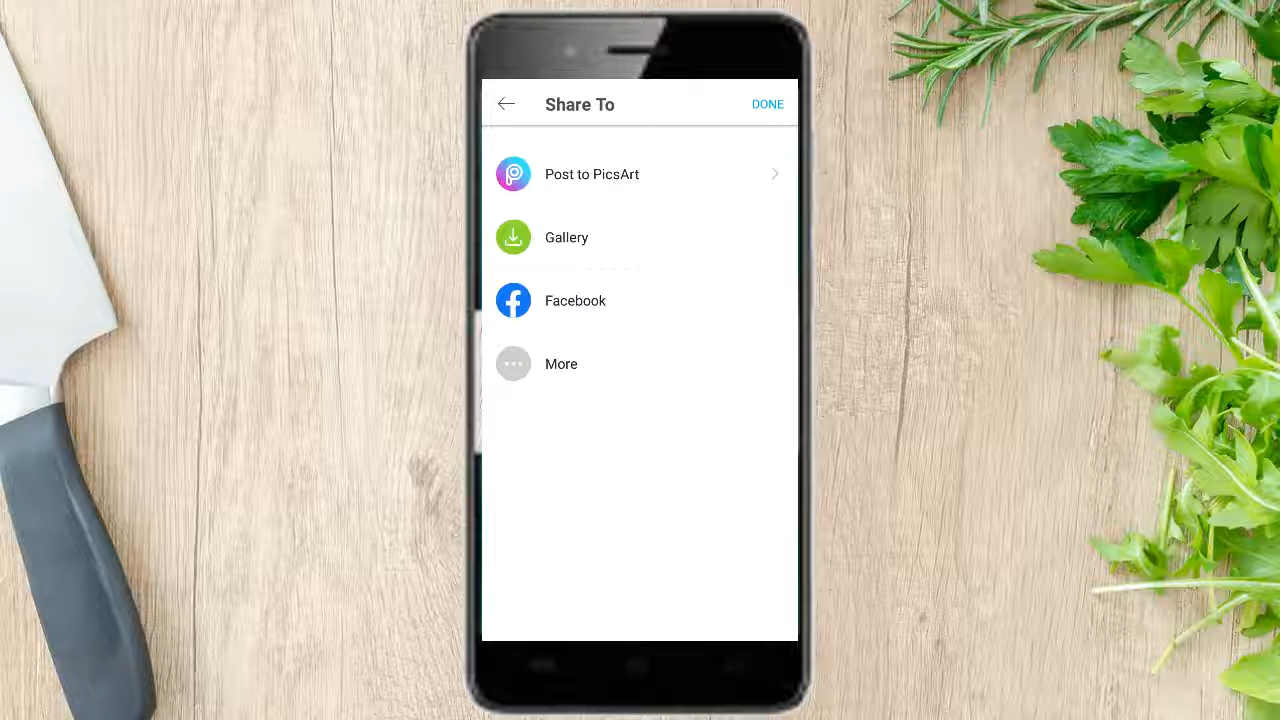 Share To
DONE
Post to PicsArt
Gallery
Facebook
More